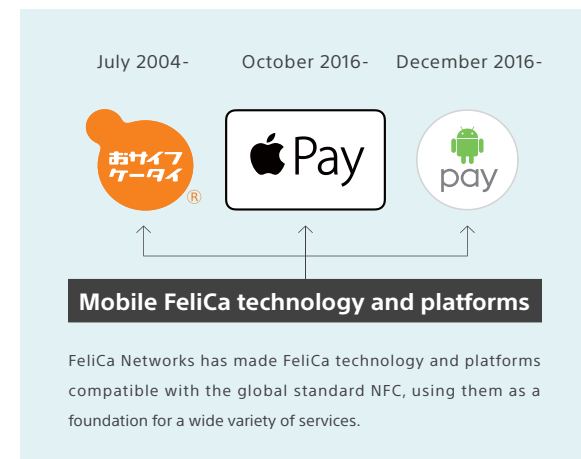 July 2004-
October 2016-
December 2016-
おサイフ
ケータイ
®
Pay
pay
Mobile FeliCa technology and platforms
FeliCa Networks has made FeliCa technology and platforms
compatible with the global standard NFC, using them as a
foundation for a wide variety of services.